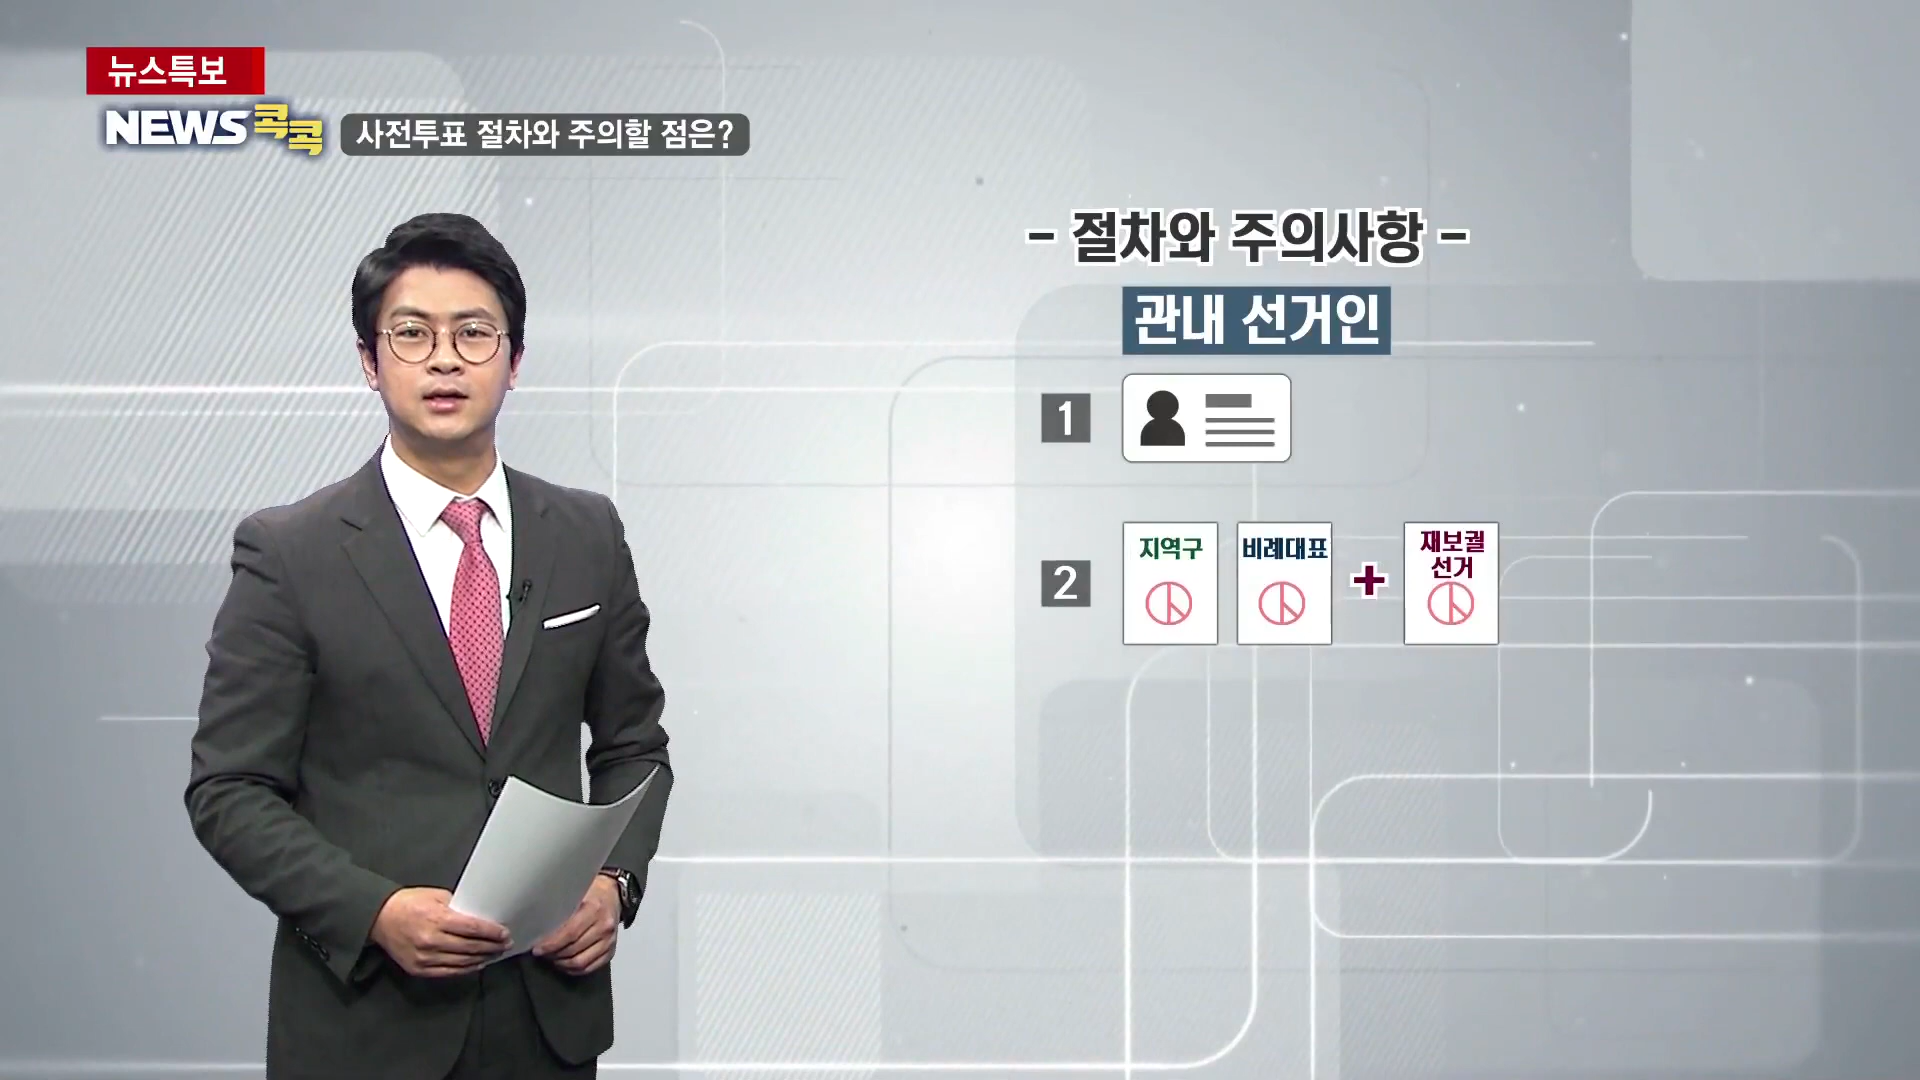 뉴스특보
NEWS콕콕
사전투표 절차와 주의할 점은?
- 절차와 주의사항 -
관내 선거인
1
2
지역구
비례대표
+
재보궐
선거